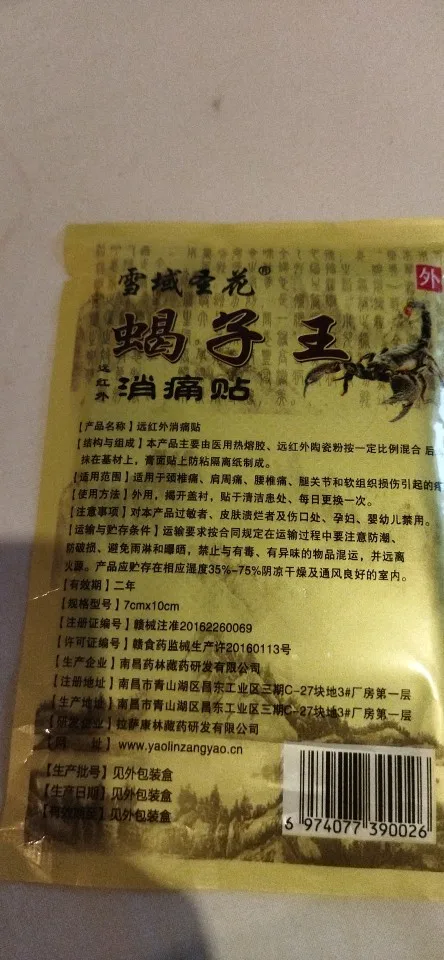 外
雪域圣花®
蝎子王
远红外
消痛贴
【产品名称】远红外消痛贴
【结构与组成】本产品主要由医用热熔胶、远红外陶瓷粉按一定比例混合后
抹在基材上,膏面贴上防粘隔离纸制成。
【适用范围】适用于颈椎痛、肩周痛、腰椎痛、腿关节和软组织损伤引起的疼
【使用方法】外用,揭开盖衬,贴于清洁患处、每日更换一次。
【注意事项】对本产品过敏者、皮肤溃烂者及伤口处、孕妇、婴幼儿禁用。
【运输与贮存条件】运输要求按合同规定在运输过程中要注意防潮、
防破损、避免雨淋和曝晒,禁止与有毒、有异味的物品混运,并远离
火源。产品应贮存在相应湿度35%-75%阴凉干燥及通风良好的室内。
【有效期】二年
【规格型号】7cmx10cm
【注册证编号】赣械注准20162260069
【许可证编号】赣食药监械生产许20160113号
【生产企业】南昌药林藏药研发有限公司
【注册地址】南昌市青山湖区昌东工业区三期C-27块地3#厂房第一层
【生产地址】南昌市青山湖区昌东工业区三期C-27块地3#厂房第一层
【研发企业】拉萨康林藏药研发有限公司
【网 址】www.yaolinzangyao.cn
【生产批号】见外包装盒
【生产日期】见外包装盒
【有效期至】见外包装盒
6 974077 390026